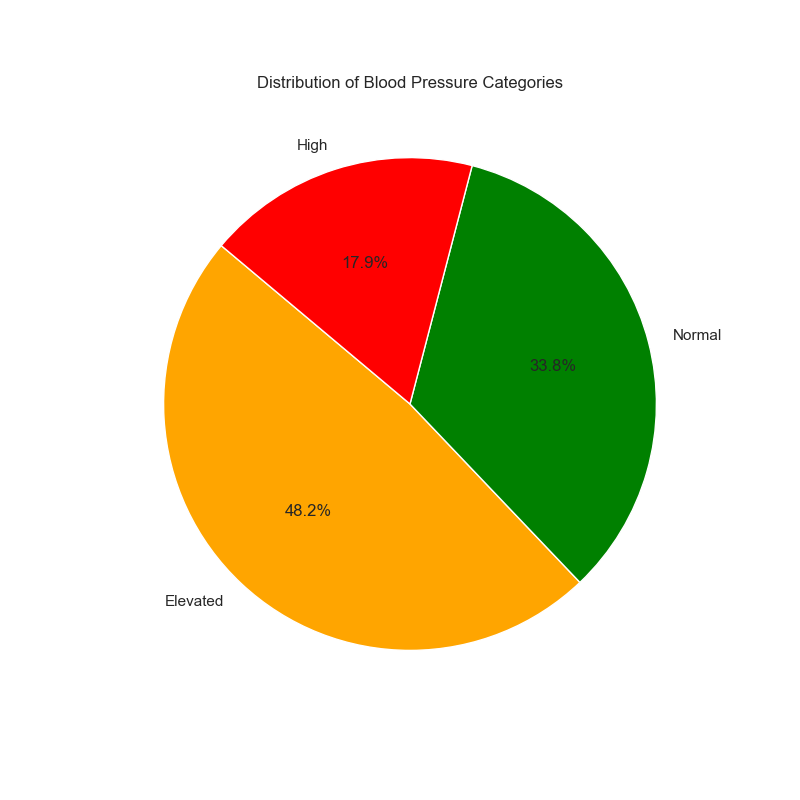 Distribution of Blood Pressure Categories
High
17.9%
Normal
33.8%
48.2%
Elevated